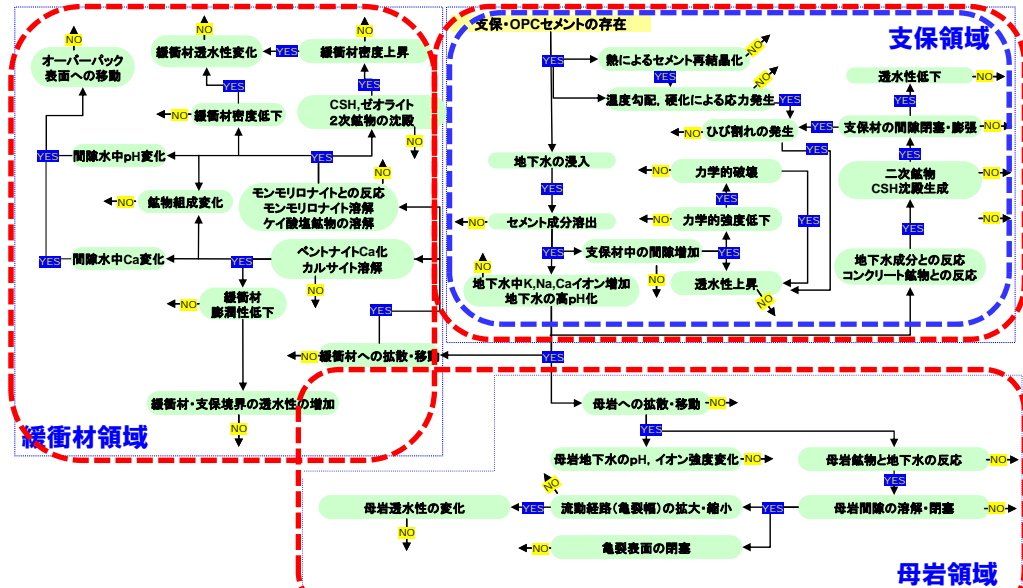 支保・OPCセメントの存在
支保領域
NO
YES
熱によるセメント再結晶化
NO
YES
温度勾配, 硬化による応力発生
YES
NO
ひび割れの発生
YES
支保材の間隙閉塞・膨張
NO
YES
透水性低下
NO
地下水の浸入
YES
NO
セメント成分溶出
YES
支保材中の間隙増加
YES
NO
NO
力学的破壊
YES
NO
力学的強度低下
YES
透水性上昇
NO
YES
二次鉱物
CSH沈殿生成
NO
NO
YES
地下水成分との反応
コンクリート鉱物との反応
NO
地下水中K,Na,Caイオン増加
地下水の高pH化
YES
NO
オーバーパック
表面への移動
NO
緩衝材透水性変化
YES
NO
緩衝材密度上昇
YES
YES
NO
緩衝材密度低下
CSH,ゼオライト
2次鉱物の沈殿
NO
YES
間隙水中pH変化
YES
NO
NO
鉱物組成変化
モンモリロナイトとの反応
モンモリロナイト溶解
ケイ酸塩鉱物の溶解
YES
間隙水中Ca変化
YES
ベントナイトCa化
カルサイト溶解
NO
NO
緩衝材
膨潤性低下
YES
NO
緩衝材への拡散・移動
緩衝材・支保境界の透水性の増加
NO
緩衝材領域
母岩への拡散・移動
NO
YES
母岩地下水のpH, イオン強度変化
NO
母岩鉱物と地下水の反応
NO
YES
NO
母岩透水性の変化
YES
流動経路(亀裂幅)の拡大・縮小
YES
母岩間隙の溶解・閉塞
NO
NO
NO
亀裂表面の閉塞
母岩領域